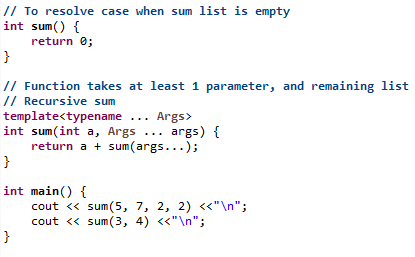 // To resolve case when sum list is empty
int sum() {
    return 0;
}
// Function takes at least 1 parameter, and remaining list
// Recursive sum
template<typename ... Args>
int sum(int a, Args ... args) {
    return a + sum(args...);
}
int main() {
    cout << sum(5, 7, 2, 2) <<"\n";
    cout << sum(3, 4) <<"\n";
}